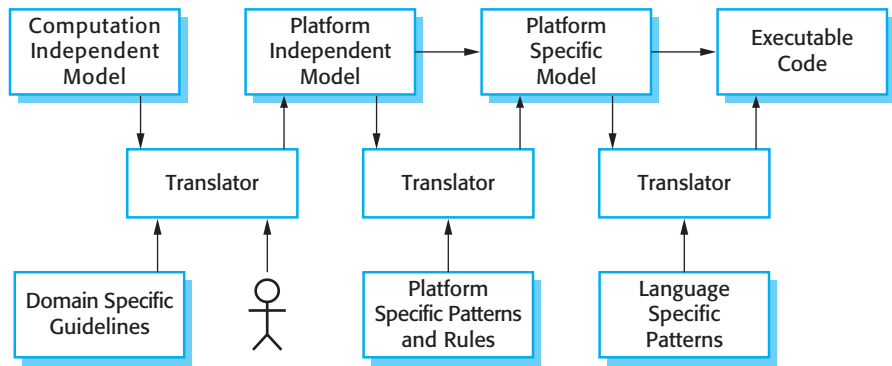 Computation
Independent
Model
Platform
Independent
Model
Platform
Specific
Model
Executable
Code
Translator
Translator
Translator
Domain Specific
Guidelines
Platform
Specific Patterns
and Rules
Language
Specific
Patterns